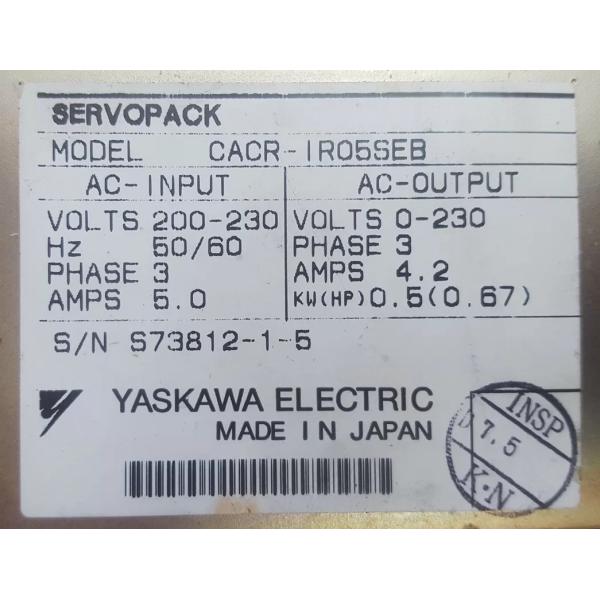 SERVOPACK
MODEL CACR-IR05SEB
AC-INPUT AC-OUTPUT
VOLTS 200-230 VOLTS 0-230
Hz 50/60 PHASE 3
PHASE 3 AMPS 4.2
AMPS 5.0 KW(HP) 0.5(0.67)
S/N S73812-1-5
YASKAWA ELECTRIC
MADE IN JAPAN
INSP
7.5
K.N